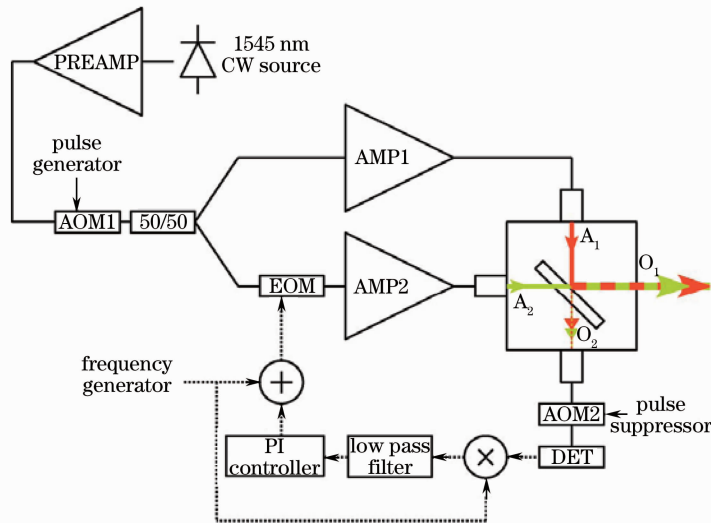 1545 nm
CW source
PREAMP
pulse
generator
AOM1
50/50
AMP1
A1
O1
EOM
AMP2
A2
O2
frequency
generator
+
AOM2
pulse
suppressor
PI
controller
low pass
filter
×
DET